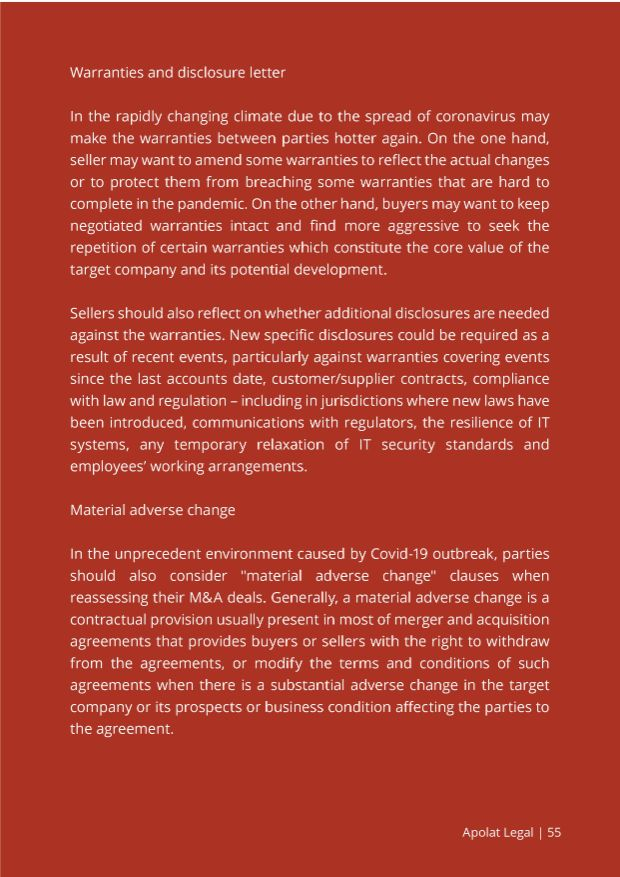 Warranties and disclosure letter
In the rapidly changing climate due to the spread of coronavirus may
make the warranties between parties hotter again. On the one hand,
seller may want to amend some warranties to reflect the actual changes
or to protect them from breaching some warranties that are hard to
complete in the pandemic. On the other hand, buyers may want to keep
negotiated warranties intact and find more aggressive to seek the
repetition of certain warranties which constitute the core value of the
target company and its potential development.
Sellers should also reflect on whether additional disclosures are needed
against the warranties. New specific disclosures could be required as a
result of recent events, particularly against warranties covering events
since the last accounts date, customer/supplier contracts, compliance
with law and regulation – including in jurisdictions where new laws have
been introduced, communications with regulators, the resilience of IT
systems, any temporary relaxation of IT security standards and
employees’ working arrangements.
Material adverse change
In the unprecedent environment caused by Covid-19 outbreak, parties
should also consider "material adverse change" clauses when
reassessing their M&A deals. Generally, a material adverse change is a
contractual provision usually present in most of merger and acquisition
agreements that provides buyers or sellers with the right to withdraw
from the agreements, or modify the terms and conditions of such
agreements when there is a substantial adverse change in the target
company or its prospects or business condition affecting the parties to
the agreement.
Apolat Legal | 55